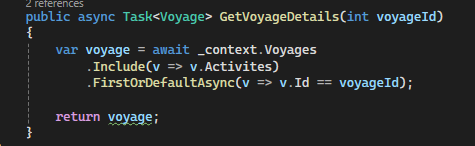 2 references
public async Task<Voyage> GetVoyageDetails(int voyageId)
{
var voyage = await _context.Voyages
.Include(v => v.Activites)
.FirstOrDefaultAsync(v => v.Id == voyageId);
return voyage;
}